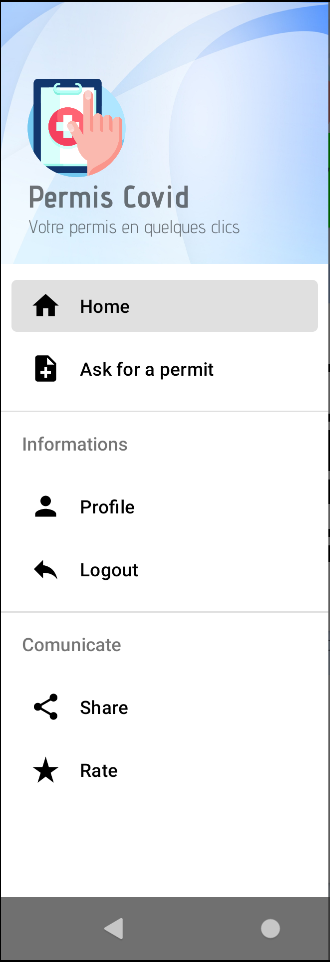 Permis Covid
Votre permis en quelques clics
Home
Ask for a permit
Informations
Profile
Logout
Comunicate
Share
Rate